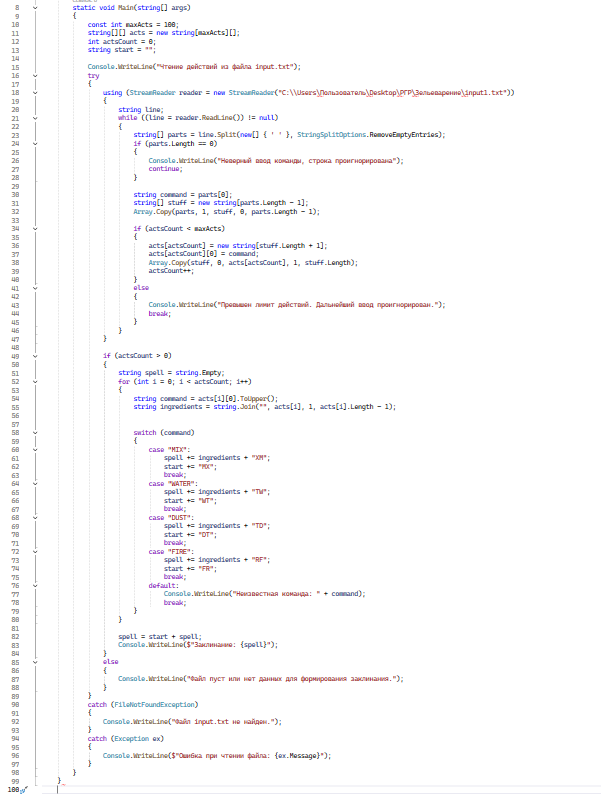 8 static void Main(string[] args)
9 {
10 const int maxActs = 100;
11 string[][] acts = new string[maxActs][];
12 int actsCount = 0;
13 string start = "";
14
15 Console.WriteLine("Чтение действий из файла input.txt");
16 try
17 {
18 using (StreamReader reader = new StreamReader("C:\\Users\Пользователь\Desktop\РГР\Зельеварение\input1.txt"))
19 {
20 string line;
21 while ((line = reader.ReadLine()) != null)
22 {
23 string[] parts = line.Split(new[] { ' ' }, StringSplitOptions.RemoveEmptyEntries);
24 if (parts.Length == 0)
25 {
26 Console.WriteLine("Неверный ввод команды, строка проигнорирована");
27 continue;
28 }
29
30 string command = parts[0];
31 string[] stuff = new string[parts.Length - 1];
32 Array.Copy(parts, 1, stuff, 0, parts.Length - 1);
33
34 if (actsCount < maxActs)
35 {
36 acts[actsCount] = new string[stuff.Length + 1];
37 acts[actsCount][0] = command;
38 Array.Copy(stuff, 0, acts[actsCount], 1, stuff.Length);
39 actsCount++;
40 }
41 else
42 {
43 Console.WriteLine("Превышен лимит действий. Дальнейший ввод проигнорирован.");
44 break;
45 }
46 }
47 }
48
49 if (actsCount > 0)
50 {
51 string spell = string.Empty;
52 for (int i = 0; i < actsCount; i++)
53 {
54 string command = acts[i][0].ToUpper();
55 string ingredients = string.Join("", acts[i], 1, acts[i].Length - 1);
56
57
58 switch (command)
59 {
60 case "MIX":
61 spell += ingredients + "XM";
62 start += "MX";
63 break;
64 case "WATER":
65 spell += ingredients + "TW";
66 start += "WT";
67 break;
68 case "DUST":
69 spell += ingredients + "TD";
70 start += "DT";
71 break;
72 case "FIRE":
73 spell += ingredients + "RF";
74 start += "FR";
75 break;
76 default:
77 Console.WriteLine("Неизвестная команда: " + command);
78 break;
79 }
80 }
81
82 spell = start + spell;
83 Console.WriteLine($"Заклинание: {spell}");
84 }
85 else
86 {
87 Console.WriteLine("Файл пуст или нет данных для формирования заклинания.");
88 }
89 }
90 catch (FileNotFoundException)
91 {
92 Console.WriteLine("Файл input.txt не найден.");
93 }
94 catch (Exception ex)
95 {
96 Console.WriteLine($"Ошибка при чтении файла: {ex.Message}");
97 }
98 }
99 }
100